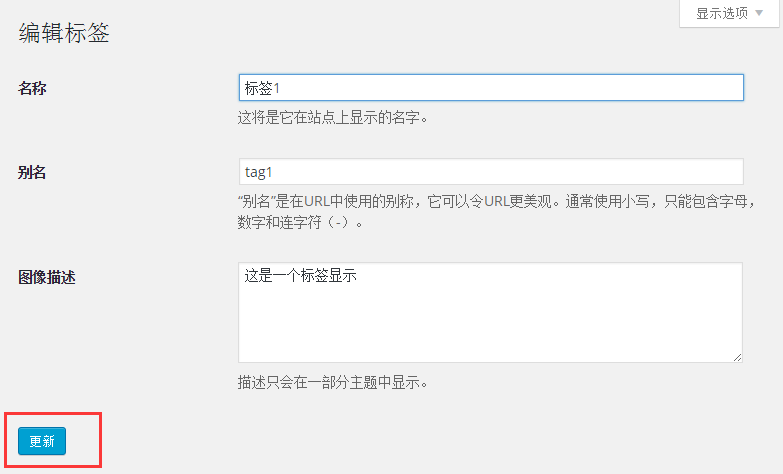 显示选项
编辑标签
名称
标签1
这将是它在站点上显示的名字。
别名
tag1
“别名”是在URL中使用的别称，它可以令URL更美观。通常使用小写，只能包含字母，
数字和连字符（-）。
图像描述
这是一个标签显示
描述只会在一部分主题中显示。
更新